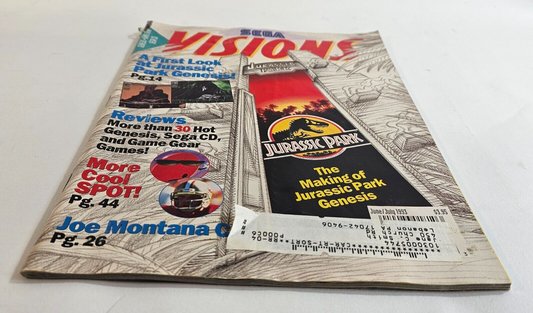 SEGA
VISIONS
A First Look
at Jurassic
Park Genesis!
Pg.14
Reviews
More than 30 Hot
Genesis, Sega CD,
and Game Gear
Games!
More
Cool
SPOT!
Pg. 44
Joe Montana C
Pg. 26
JURASSIC
PARK
JURASSIC PARK
The
Making of
Jurassic Park
Genesis
June/July 1993
$3.95